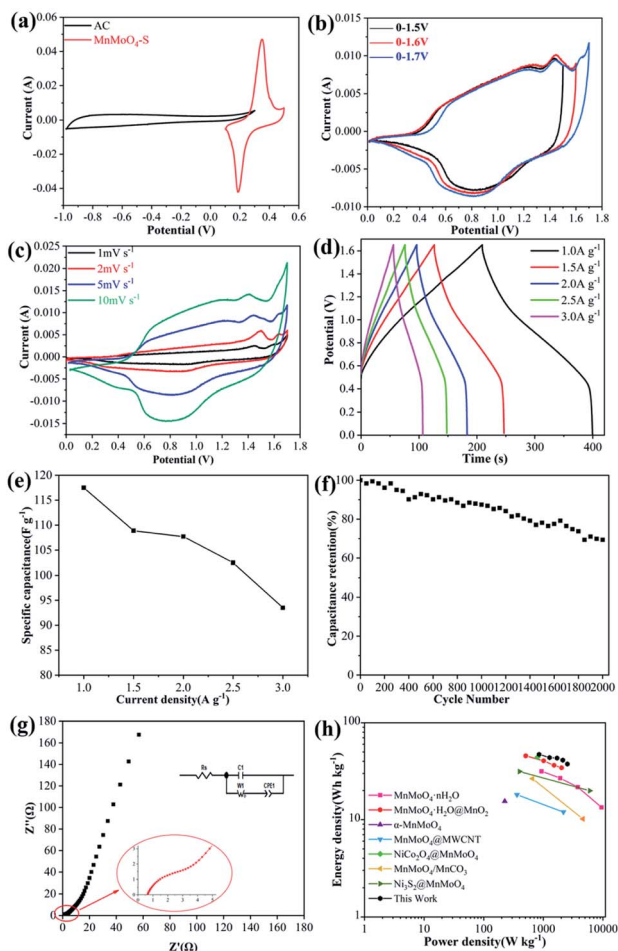 (a)
AC
MnMoO₄-S
0.06
0.04
0.02
0.00
-0.02
-0.04
Current (A)
-1.0 -0.8 -0.6 -0.4 -0.2 0.0 0.2 0.4 0.6
Potential (V)
(b)
0-1.5V
0-1.6V
0-1.7V
0.015
0.010
0.005
0.000
-0.005
-0.010
Current (A)
0.0 0.2 0.4 0.6 0.8 1.0 1.2 1.4 1.6 1.8
Potential (V)
(c)
1mV s⁻¹
2mV s⁻¹
5mV s⁻¹
10mV s⁻¹
0.025
0.020
0.015
0.010
0.005
0.000
-0.005
-0.010
-0.015
Current (A)
0.0 0.2 0.4 0.6 0.8 1.0 1.2 1.4 1.6 1.8
Potential (V)
(d)
1.0A g⁻¹
1.5A g⁻¹
2.0A g⁻¹
2.5A g⁻¹
3.0A g⁻¹
1.6
1.4
1.2
1.0
0.8
0.6
0.4
0.2
0.0
Potential (V)
0 100 200 300 400
Time (s)
(e)
120
115
110
105
100
95
90
85
80
Specific capacitance(F g⁻¹)
1.0 1.5 2.0 2.5 3.0
Current density(A g⁻¹)
(f)
100
80
60
40
20
0
Capacitance retention(%)
0 200 400 600 800 1000 1200 1400 1600 1800 2000
Cycle Number
(g)
180
160
140
120
100
80
60
40
20
0
Z''(Ω)
Rs C1
W1 CPE1
0 20 40 60 80 100 120 140 160 180
Z'(Ω)
(h)
100
10
1
Energy density(Wh kg⁻¹)
MnMoO₄·nH₂O
MnMoO₄·H₂O@MnO₂
α-MnMoO₄
MnMoO₄@MWCNT
NiCo₂O₄@MnMoO₄
MnMoO₄/MnCO₃
Ni₃S₂@MnMoO₄
This Work
1 10 100 1000 10000
Power density(W kg⁻¹)